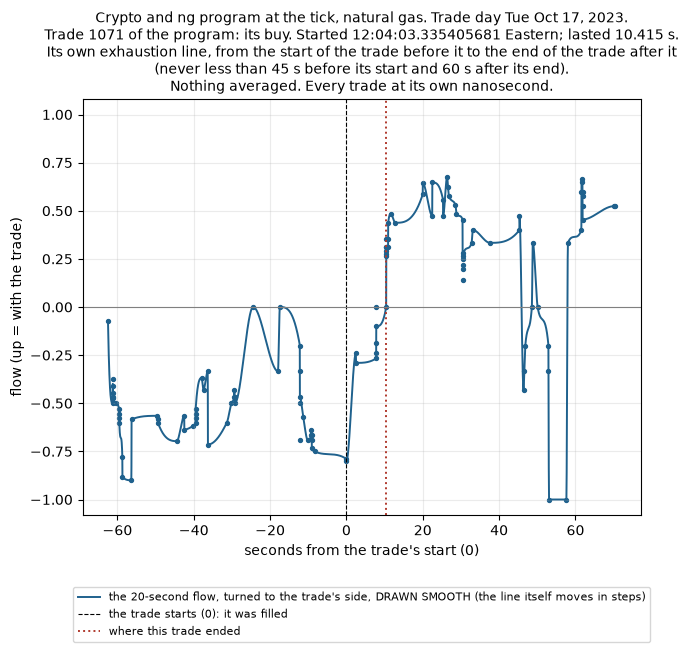 Crypto and ng program at the tick, natural gas. Trade day Tue Oct 17, 2023.
Trade 1071 of the program: its buy. Started 12:04:03.335405681 Eastern; lasted 10.415 s.
Its own exhaustion line, from the start of the trade before it to the end of the trade after it
(never less than 45 s before its start and 60 s after its end).
Nothing averaged. Every trade at its own nanosecond.
1.00
0.75
0.50
0.25
0.00
−0.25
−0.50
−0.75
−1.00
flow (up = with the trade)
−60 −40 −20 0 20 40 60
seconds from the trade's start (0)
the 20-second flow, turned to the trade's side, DRAWN SMOOTH (the line itself moves in steps)
the trade starts (0): it was filled
where this trade ended